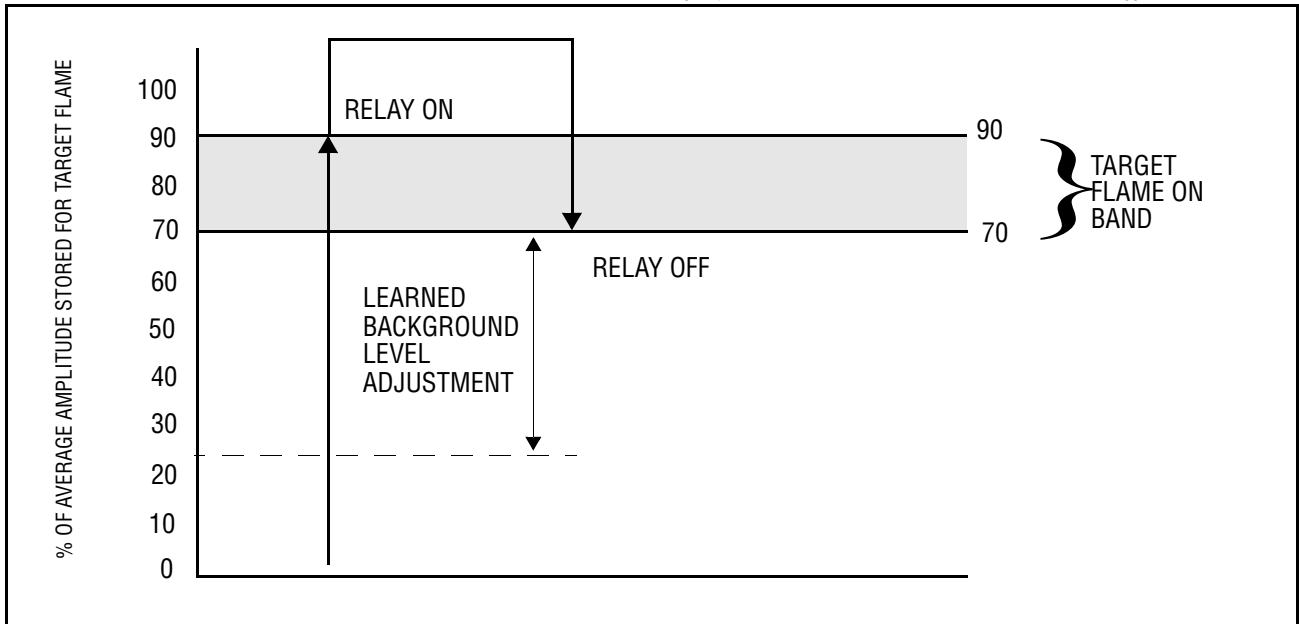 % OF AVERAGE AMPLITUDE STORED FOR TARGET FLAME
100
90
80
70
60
50
40
30
20
10
0
RELAY ON
RELAY OFF
LEARNED
BACKGROUND
LEVEL
ADJUSTMENT
90
70
TARGET
FLAME ON
BAND